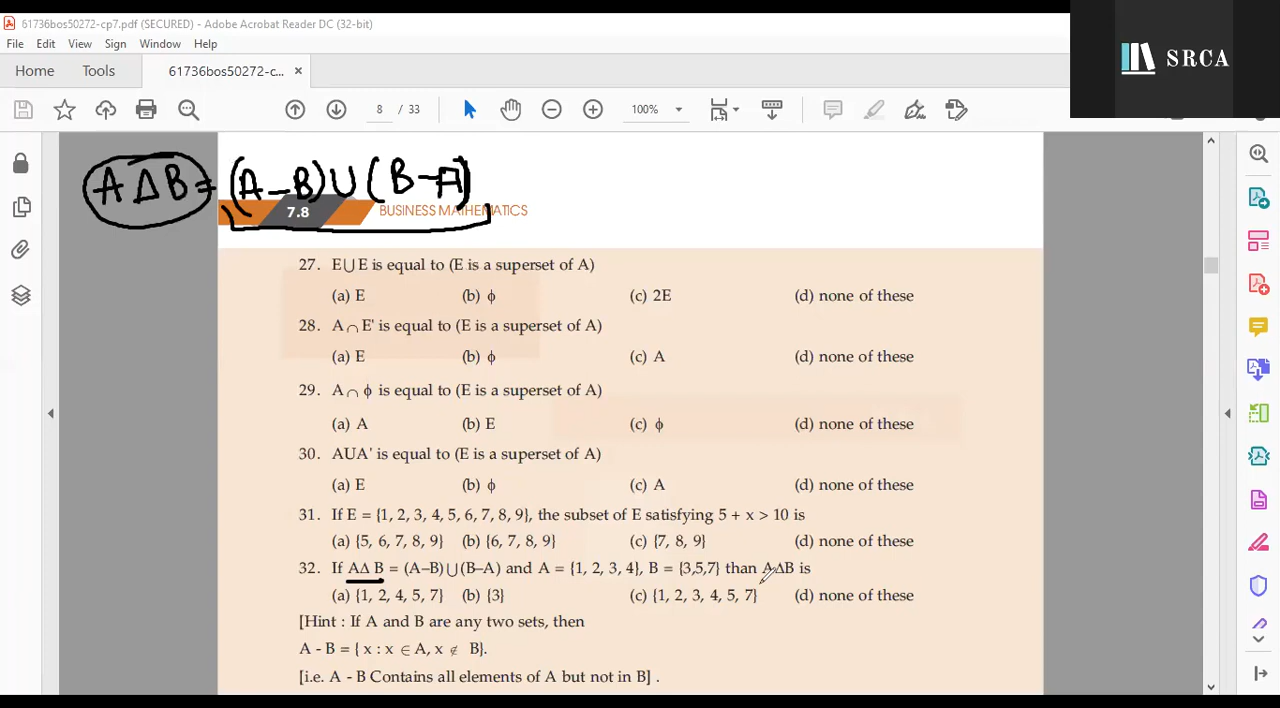 61736bos50272-cp7.pdf (SECURED) - Adobe Acrobat Reader DC (32-bit)
File Edit View Sign Window Help
SRCA
Home Tools 61736bos50272-c... ×
8 / 33 100%
A Δ B = (A - B) ∪ (B - A)
7.8 BUSINESS MATHEMATICS
27. E∪E is equal to (E is a superset of A)
(a) E (b) ϕ (c) 2E (d) none of these
28. A∩E' is equal to (E is a superset of A)
(a) E (b) ϕ (c) A (d) none of these
29. A∩ϕ is equal to (E is a superset of A)
(a) A (b) E (c) ϕ (d) none of these
30. AUA' is equal to (E is a superset of A)
(a) E (b) ϕ (c) A (d) none of these
31. If E = {1, 2, 3, 4, 5, 6, 7, 8, 9}, the subset of E satisfying 5 + x > 10 is
(a) {5, 6, 7, 8, 9} (b) {6, 7, 8, 9} (c) {7, 8, 9} (d) none of these
32. If AΔ B = (A–B)∪(B–A) and A = {1, 2, 3, 4}, B = {3,5,7} than AΔB is
(a) {1, 2, 4, 5, 7} (b) {3} (c) {1, 2, 3, 4, 5, 7} (d) none of these
[Hint : If A and B are any two sets, then
A - B = { x : x ∈ A, x ∉ B}.
[i.e. A - B Contains all elements of A but not in B] .